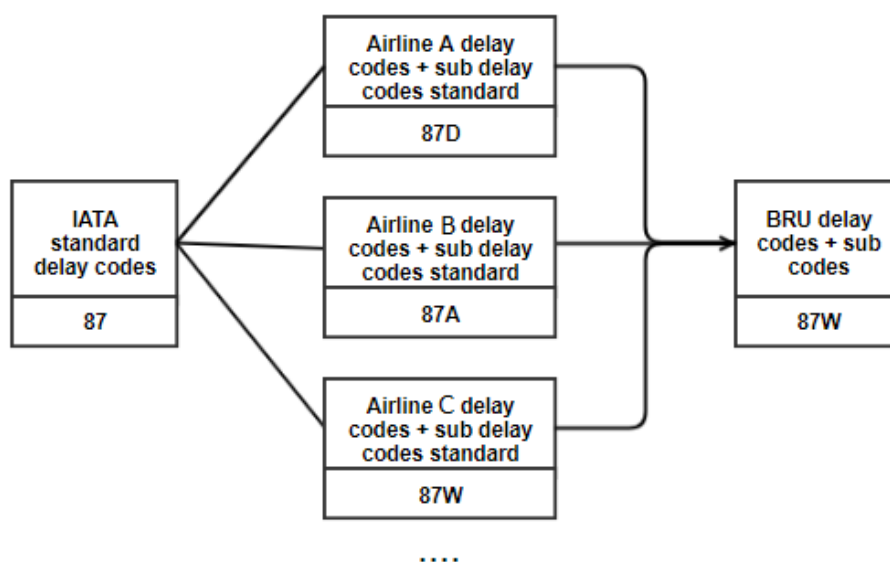 Airline A delay
codes + sub delay
codes standard
87D
IATA
standard
delay codes
87
Airline B delay
codes + sub delay
codes standard
87A
BRU delay
codes + sub
codes
87W
Airline C delay
codes + sub delay
codes standard
87W
....